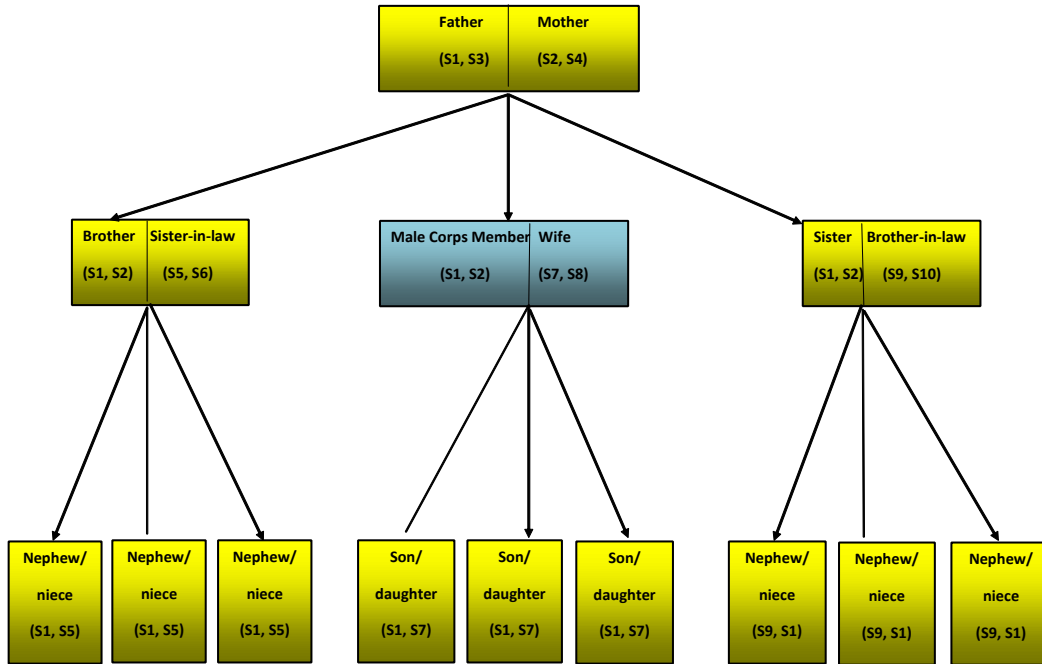 Father Mother
(S1, S3) (S2, S4)
Brother Sister-in-law
(S1, S2) (S5, S6)
Male Corps Member Wife
(S1, S2) (S7, S8)
Sister Brother-in-law
(S1, S2) (S9, S10)
Nephew/
niece
(S1, S5)
Nephew/
niece
(S1, S5)
Nephew/
niece
(S1, S5)
Son/
daughter
(S1, S7)
Son/
daughter
(S1, S7)
Son/
daughter
(S1, S7)
Nephew/
niece
(S9, S1)
Nephew/
niece
(S9, S1)
Nephew/
niece
(S9, S1)